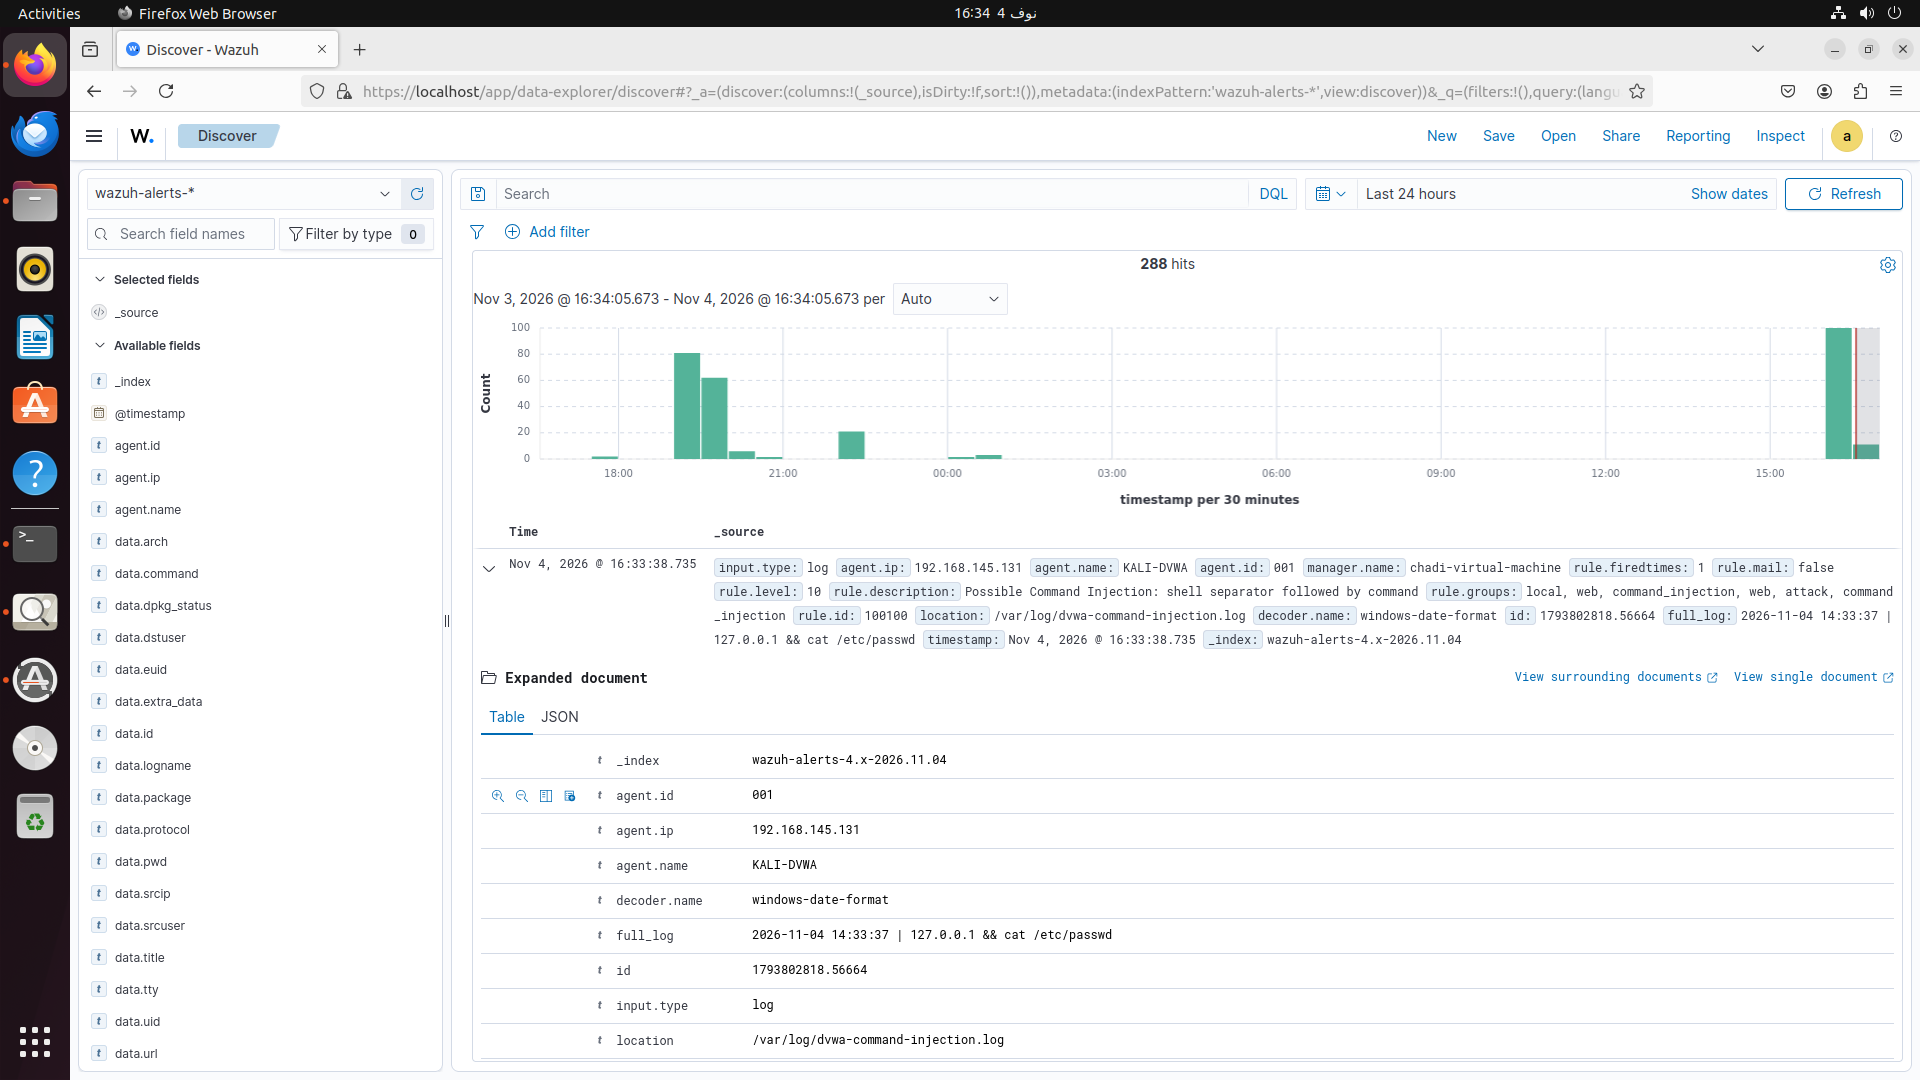 Activities
Firefox Web Browser
16:34 4 نوف
Discover - Wazuh
https://localhost/app/data-explorer/discover#?_a=(discover:(columns:!(_source),isDirty:!f,sort:!()),metadata:(indexPattern:'wazuh-alerts-*',view:discover))&_q=(filters:!(),query:(langu
W.
Discover
New
Save
Open
Share
Reporting
Inspect
a
wazuh-alerts-*
Search
DQL
Last 24 hours
Show dates
Refresh
Search field names
Filter by type 0
Add filter
Selected fields
_source
Available fields
_index
@timestamp
agent.id
agent.ip
agent.name
data.arch
data.command
data.dpkg_status
data.dstuser
data.euid
data.extra_data
data.id
data.logname
data.package
data.protocol
data.pwd
data.srcip
data.srcuser
data.title
data.tty
data.uid
data.url
288 hits
Nov 3, 2026 @ 16:34:05.673 - Nov 4, 2026 @ 16:34:05.673 per
Auto
Count
100
80
60
40
20
0
18:00
21:00
00:00
03:00
06:00
09:00
12:00
15:00
timestamp per 30 minutes
Time
_source
Nov 4, 2026 @ 16:33:38.735
input.type: log agent.ip: 192.168.145.131 agent.name: KALI-DVWA agent.id: 001 manager.name: chadi-virtual-machine rule.firedtimes: 1 rule.mail: false
rule.level: 10 rule.description: Possible Command Injection: shell separator followed by command rule.groups: local, web, command_injection, web, attack, command
_injection rule.id: 100100 location: /var/log/dvwa-command-injection.log decoder.name: windows-date-format id: 1793802818.56664 full_log: 2026-11-04 14:33:37 |
127.0.0.1 && cat /etc/passwd timestamp: Nov 4, 2026 @ 16:33:38.735 _index: wazuh-alerts-4.x-2026.11.04
Expanded document
View surrounding documents
View single document
Table
JSON
t _index wazuh-alerts-4.x-2026.11.04
t agent.id 001
t agent.ip 192.168.145.131
t agent.name KALI-DVWA
t decoder.name windows-date-format
t full_log 2026-11-04 14:33:37 | 127.0.0.1 && cat /etc/passwd
t id 1793802818.56664
t input.type log
t location /var/log/dvwa-command-injection.log